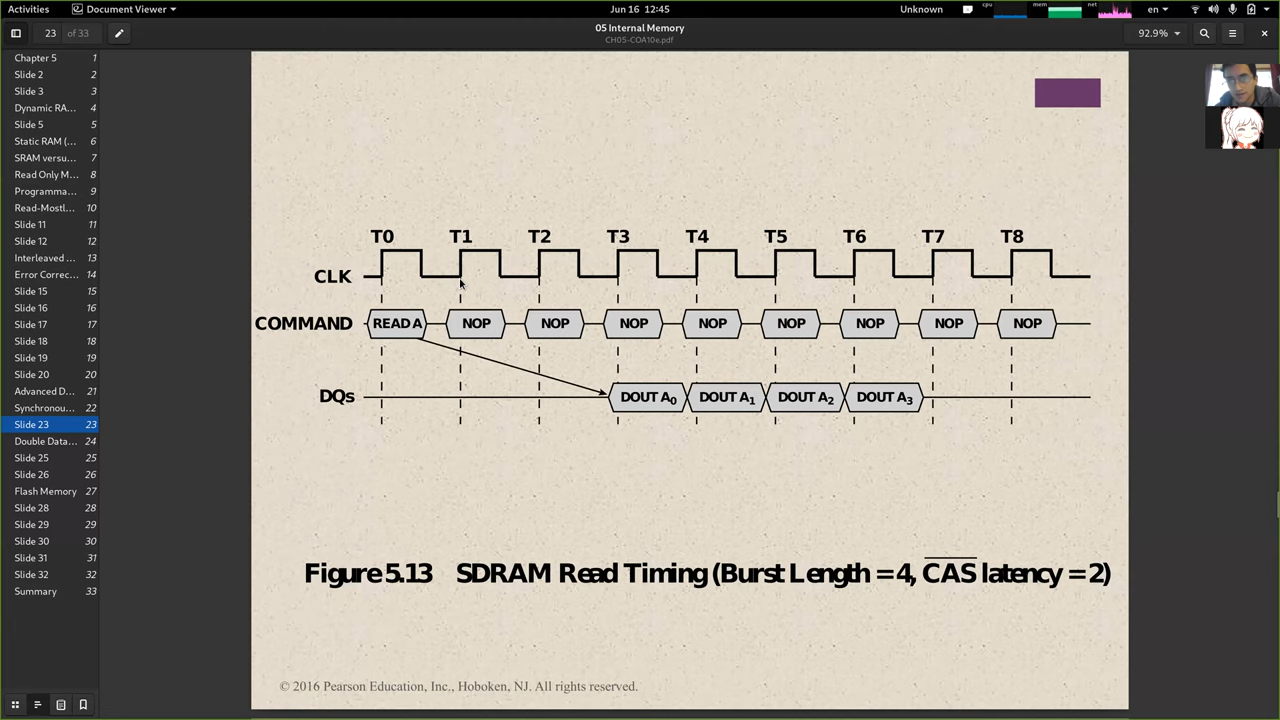 Activities
Document Viewer
Jun 16 12:45
Unknown
cpu
mem
net
en
23 of 33
05 Internal Memory
CH05-COA10e.pdf
92.9%
Chapter 5 1
Slide 2 2
Slide 3 3
Dynamic RA... 4
Slide 5 5
Static RAM (... 6
SRAM versu... 7
Read Only M... 8
Programma... 9
Read-Mostl... 10
Slide 11 11
Slide 12 12
Interleaved ... 13
Error Correc... 14
Slide 15 15
Slide 16 16
Slide 17 17
Slide 18 18
Slide 19 19
Slide 20 20
Advanced D... 21
Synchronou... 22
Slide 23 23
Double Data... 24
Slide 25 25
Slide 26 26
Flash Memory 27
Slide 28 28
Slide 29 29
Slide 30 30
Slide 31 31
Slide 32 32
Summary 33
T0 T1 T2 T3 T4 T5 T6 T7 T8
CLK
COMMAND READ A NOP NOP NOP NOP NOP NOP NOP NOP
DQs DOUT A0 DOUT A1 DOUT A2 DOUT A3
Figure 5.13 SDRAM Read Timing (Burst Length = 4, CAS latency = 2)
© 2016 Pearson Education, Inc., Hoboken, NJ. All rights reserved.